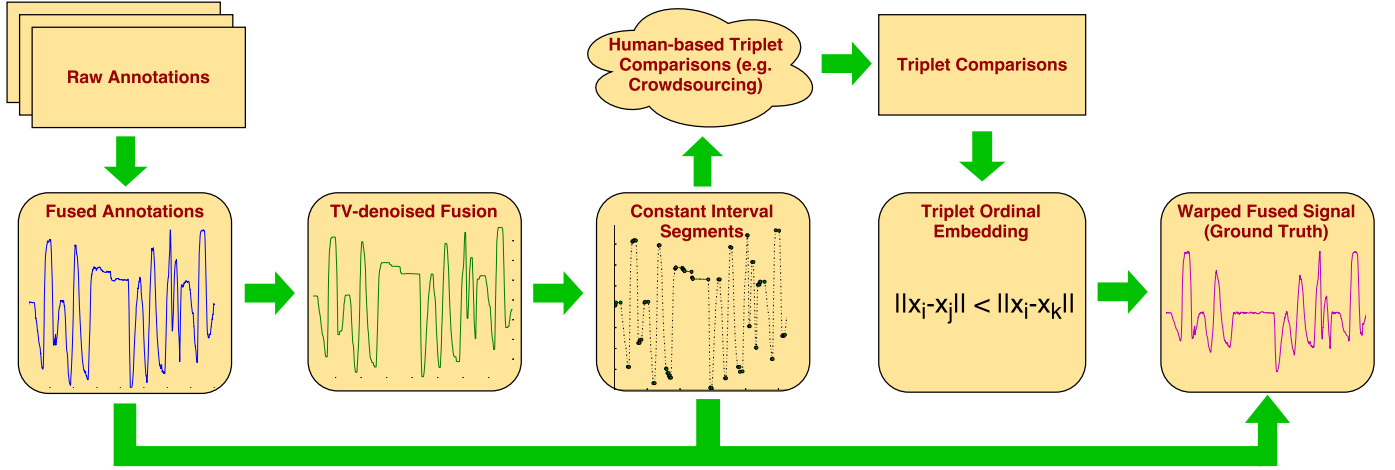 Raw Annotations
Human-based Triplet
Comparisons (e.g.
Crowdsourcing)
Triplet Comparisons
Fused Annotations
TV-denoised Fusion
Constant Interval
Segments
Triplet Ordinal
Embedding
||xi-xj|| < ||xi-xk||
Warped Fused Signal
(Ground Truth)